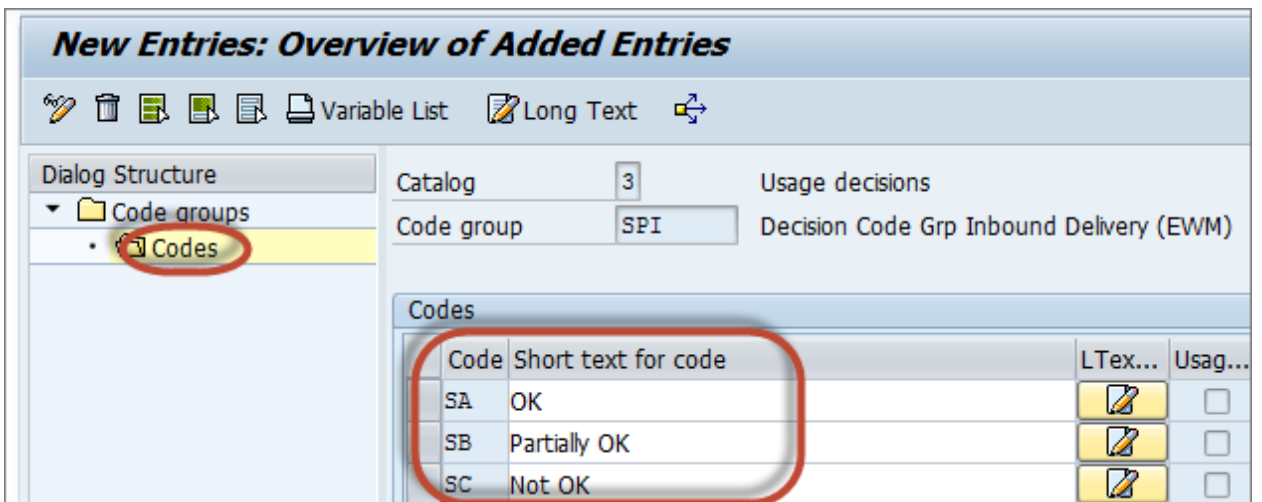 New Entries: Overview of Added Entries
Variable List Long Text
Dialog Structure
Code groups
Codes
Catalog 3 Usage decisions
Code group SPI Decision Code Grp Inbound Delivery (EWM)
Codes
Code Short text for code LTex... Usag...
SA OK
SB Partially OK
SC Not OK